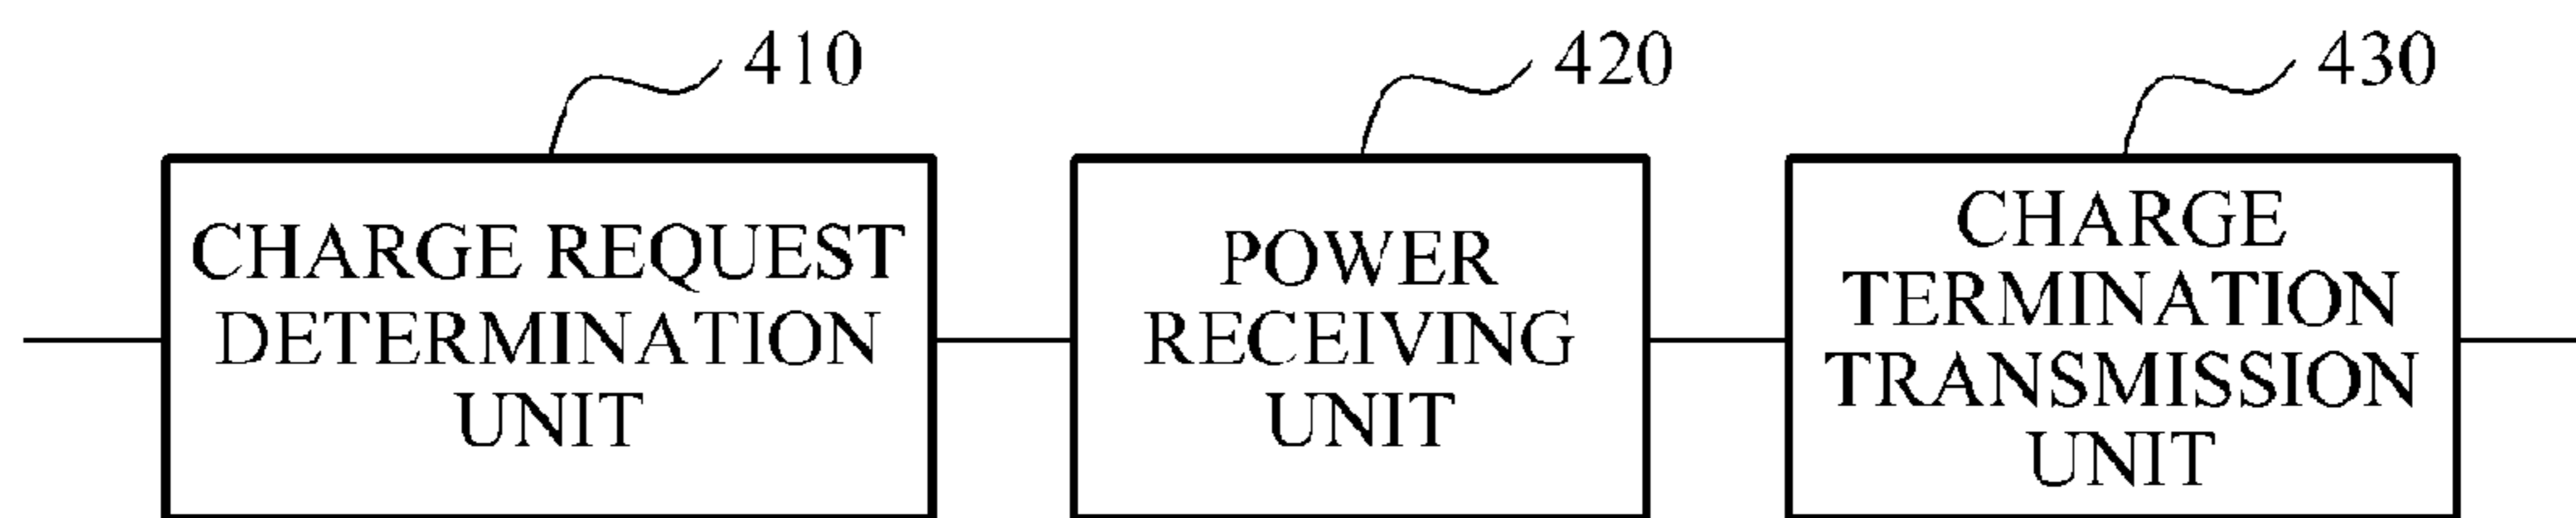 410
420
430
CHARGE REQUEST
DETERMINATION
UNIT
POWER
RECEIVING
UNIT
CHARGE
TERMINATION
TRANSMISSION
UNIT